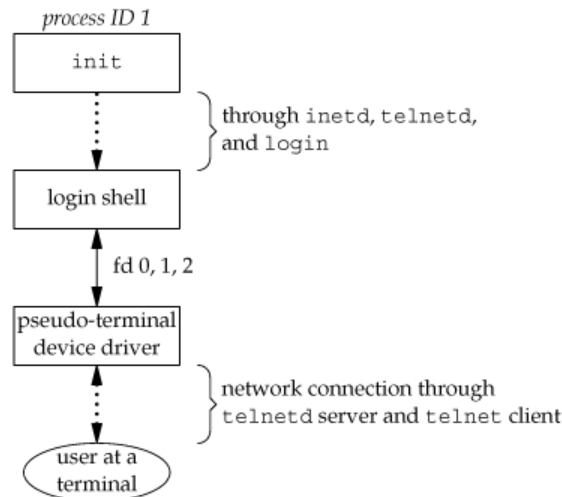 process ID 1
init
through inetd, telnetd,
and login
login shell
fd 0, 1, 2
pseudo-terminal
device driver
network connection through
telnetd server and telnet client
user at a
terminal